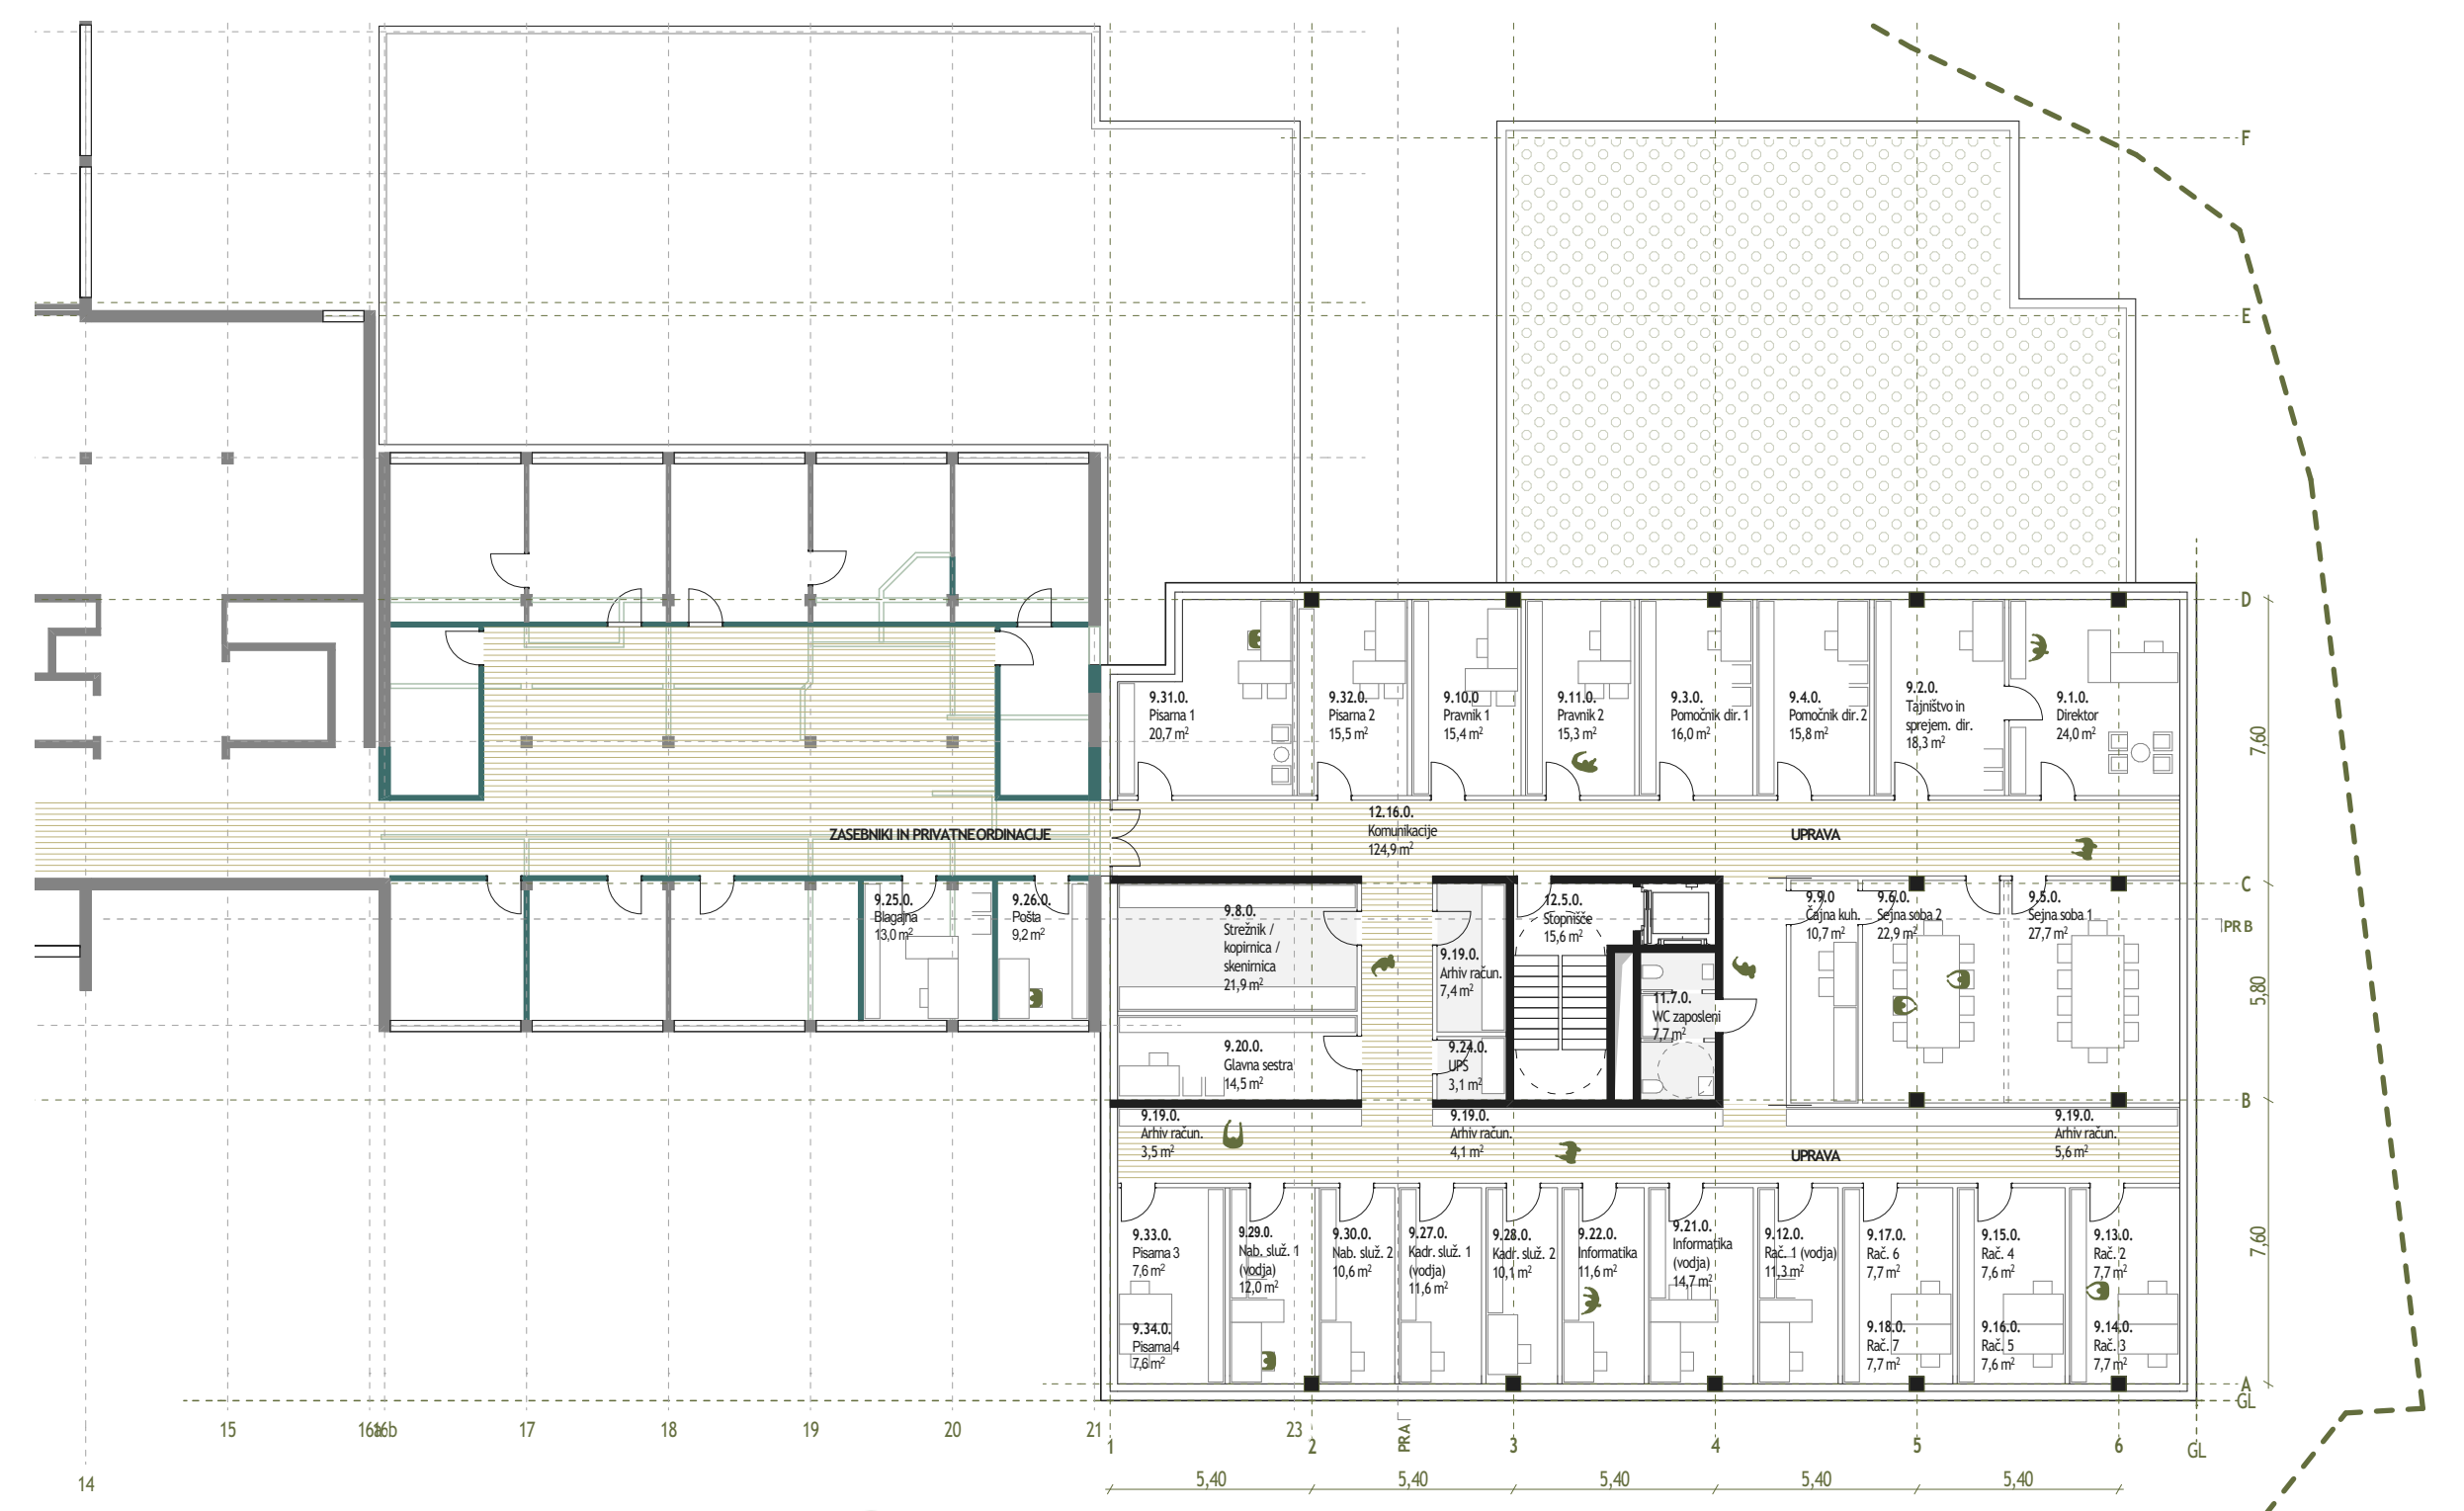 F
E
D
9.31.0.
Pisarna 1
20,7 m²
9.32.0.
Pisarna 2
15,5 m²
9.10.0
Pravnik 1
15,4 m²
9.11.0.
Pravnik 2
15,3 m²
9.3.0.
Pomočnik dir. 1
16,0 m²
9.4.0.
Pomočnik dir. 2
15,8 m²
9.2.0.
Tajništvo in
sprejem. dir.
18,3 m²
9.1.0.
Direktor
24,0 m²
7,60
ZASEBNIKI IN PRIVATNE ORDINACIJE
12.16.0.
Komunikacije
124,9 m²
UPRAVA
C
9.25.0.
Blagajna
13,0 m²
9.26.0.
Pošta
9,2 m²
9.8.0.
Strežnik /
kopirnica /
skenirnica
21,9 m²
9.19.0.
Arhiv račun.
7,4 m²
12.5.0.
Stopnišče
15,6 m²
11.7.0.
WC zaposleni
7,7 m²
9.9.0
Čajna kuh.
10,7 m²
9.6.0.
Sejna soba 2
22,9 m²
9.5.0.
Sejna soba 1
27,7 m²
PR B
5,80
9.20.0.
Glavna sestra
14,5 m²
9.24.0.
UPS
3,1 m²
B
9.19.0.
Arhiv račun.
3,5 m²
9.19.0.
Arhiv račun.
4,1 m²
UPRAVA
9.19.0.
Arhiv račun.
5,6 m²
9.33.0.
Pisarna 3
7,6 m²
9.29.0.
Nab. služ. 1
(vodja)
12,0 m²
9.30.0.
Nab. služ. 2
10,6 m²
9.27.0.
Kadr. služ. 1
(vodja)
11,6 m²
9.28.0.
Kadr. služ. 2
10,1 m²
9.22.0.
Informatika
11,6 m²
9.21.0.
Informatika
(vodja)
14,7 m²
9.12.0.
Rač. 1 (vodja)
11,3 m²
9.17.0.
Rač. 6
7,7 m²
9.15.0.
Rač. 4
7,6 m²
9.13.0.
Rač. 2
7,7 m²
7,60
9.34.0.
Pisarna 4
7,6 m²
9.18.0.
Rač. 7
7,7 m²
9.16.0.
Rač. 5
7,6 m²
9.14.0.
Rač. 3
7,7 m²
A
GL
15
16a
16b
17
18
19
20
21
1
23
2
PR A
3
4
5
6
GL
14
5,40
5,40
5,40
5,40
5,40